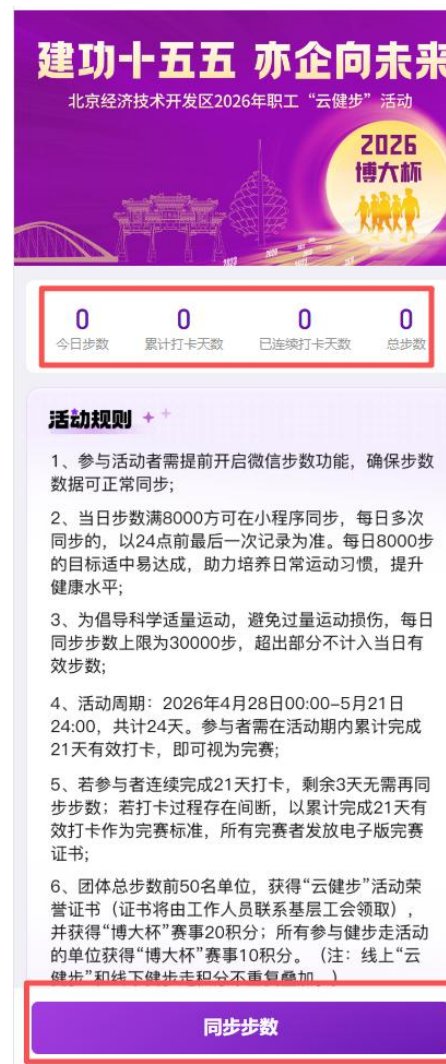 建功十五五 亦企向未来
北京经济技术开发区2026年职工“云健步”活动
2026
博大杯
0 0 0 0
今日步数 累计打卡天数 已连续打卡天数 总步数
活动规则
1、参与活动者需提前开启微信步数功能，确保步数
数据可正常同步;
2、当日步数满8000方可在小程序同步，每日多次
同步的，以24点前最后一次记录为准。每日8000步
的目标适中易达成，助力培养日常运动习惯，提升
健康水平;
3、为倡导科学适量运动，避免过量运动损伤，每日
同步步数上限为30000步，超出部分不计入当日有
效步数;
4、活动周期：2026年4月28日00:00–5月21日
24:00，共计24天。参与者需在活动期内累计完成
21天有效打卡，即可视为完赛;
5、若参与者连续完成21天打卡，剩余3天无需再同
步步数；若打卡过程存在间断，以累计完成21天有
效打卡作为完赛标准，所有完赛者发放电子版完赛
证书;
6、团体总步数前50名单位，获得“云健步”活动荣
誉证书（证书将由工作人员联系基层工会领取），
并获得“博大杯”赛事20积分；所有参与健步走活动
的单位获得“博大杯”赛事10积分。（注：线上“云
健步”和线下健步走积分不重复叠加。）
同步步数